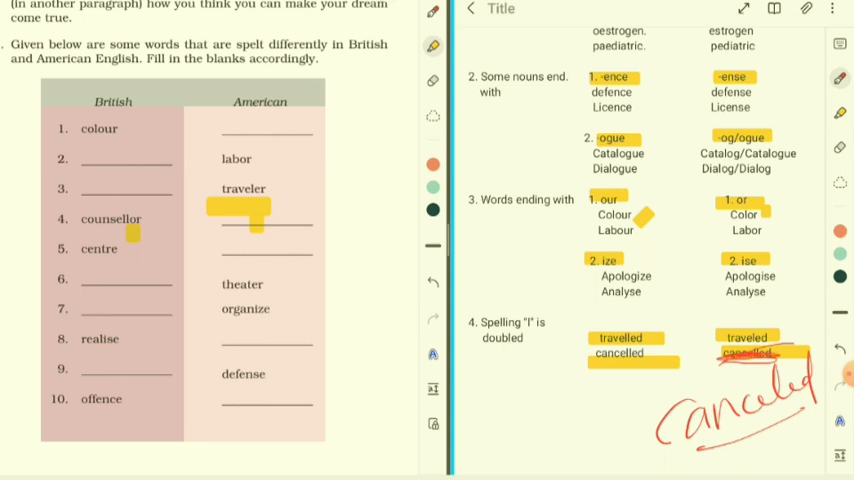 (in another paragraph) how you think you can make your dream
come true.
. Given below are some words that are spelt differently in British
and American English. Fill in the blanks accordingly.
British American
1. colour
2. labor
3. traveler
4. counsellor
5. centre
6. theater
7. organize
8. realise
9. defense
10. offence
Title
oestrogen. estrogen
paediatric. pediatric
2. Some nouns end. 1. -ence -ense
with defence defense
Licence License
2. -ogue -og/ogue
Catalogue Catalog/Catalogue
Dialogue Dialog/Dialog
3. Words ending with 1. our 1. or
Colour Color
Labour Labor
2. ize 2. ise
Apologize Apologise
Analyse Analyse
4. Spelling "l" is
doubled travelled traveled
cancelled cancelled
Canceled